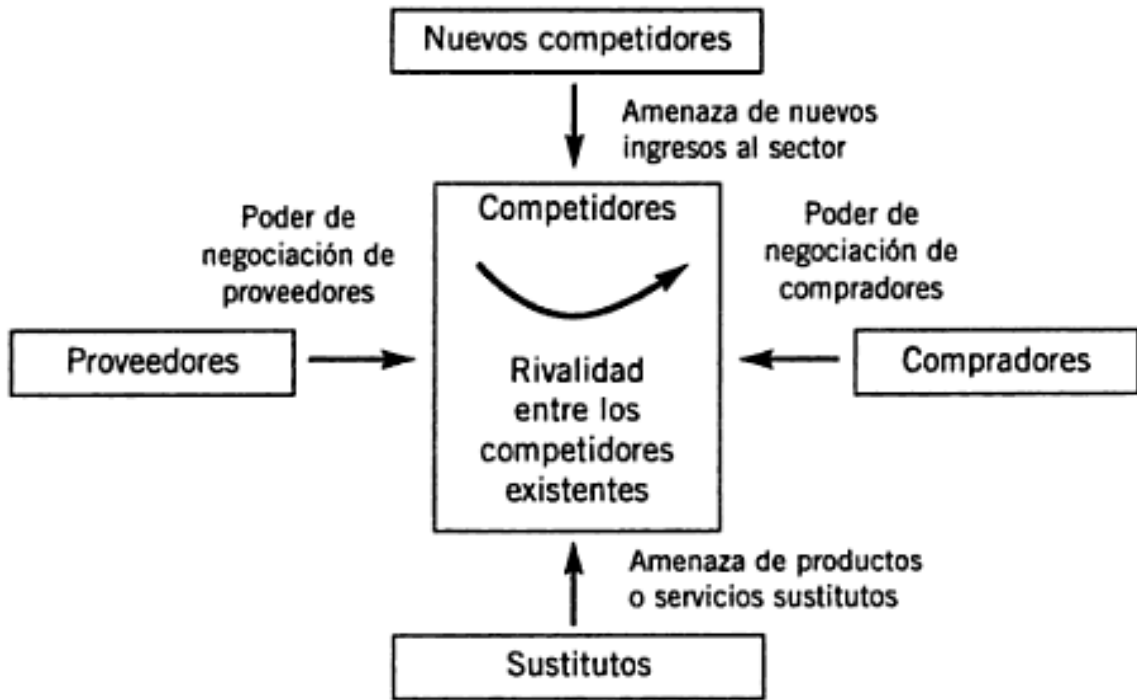 Nuevos competidores
Amenaza de nuevos
ingresos al sector
Competidores
Poder de
negociación de
proveedores
Poder de
negociación de
compradores
Proveedores
Rivalidad
entre los
competidores
existentes
Compradores
Amenaza de productos
o servicios sustitutos
Sustitutos